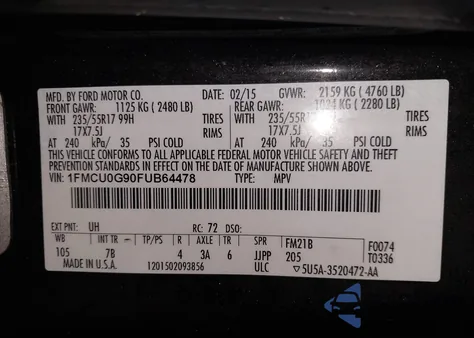 MFD. BY FORD MOTOR CO. 02/15 GVWR: 2159 KG ( 4760 LB)
FRONT GAWR: 1125 KG ( 2480 LB) REAR GAWR: 1034 KG ( 2280 LB)
WITH 235/55R17 99H TIRES WITH 235/55R17 TIRES
17X7.5J RIMS 17X7.5J RIMS
AT 240 kPa/ 35 PSI COLD AT 240 kPa/ 35 PSI COLD
THIS VEHICLE CONFORMS TO ALL APPLICABLE FEDERAL MOTOR VEHICLE SAFETY AND THEFT
PREVENTION STANDARDS IN EFFECT ON THE DATE OF MANUFACTURE SHOWN ABOVE.
VIN: 1FMCU0G90FUB64478 TYPE: MPV
EXT PNT: UH RC: 72 DSO: FM21B F0074
WB INT TR TP/PS R AXLE TR SPR 205 T0336
105 7B 4 3A 6 JJPP
MADE IN U.S.A. 1201502093856 ULC 5U5A-3520472-AA